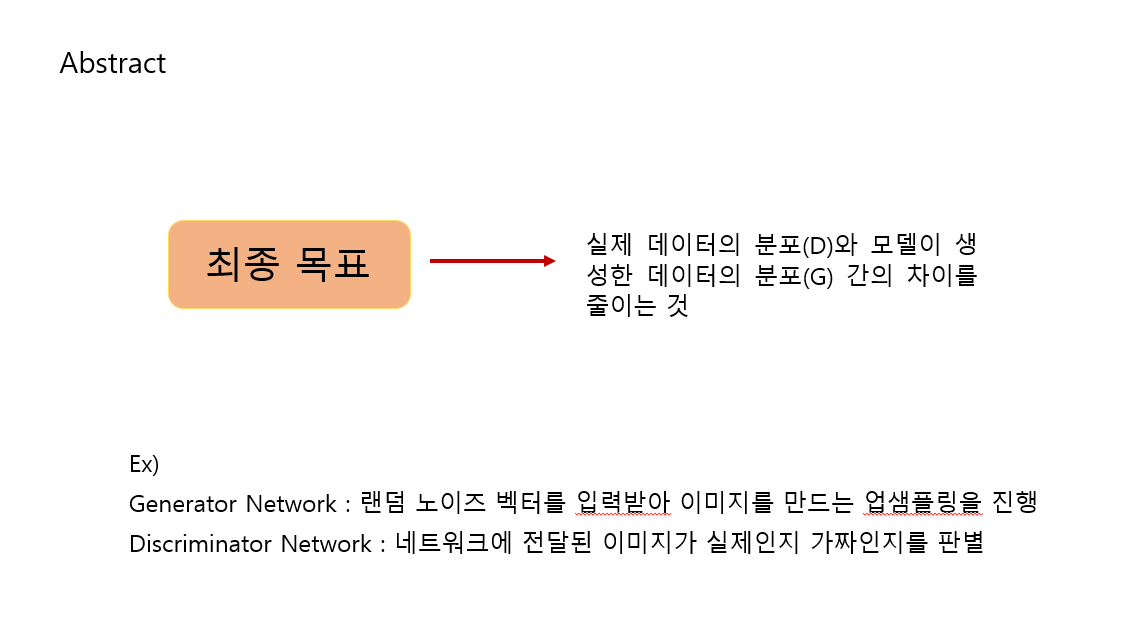 Abstract
최종 목표
실제 데이터의 분포(D)와 모델이 생
성한 데이터의 분포(G) 간의 차이를
줄이는 것
Ex)
Generator Network : 랜덤 노이즈 벡터를 입력받아 이미지를 만드는 업샘플링을 진행
Discriminator Network : 네트워크에 전달된 이미지가 실제인지 가짜인지를 판별